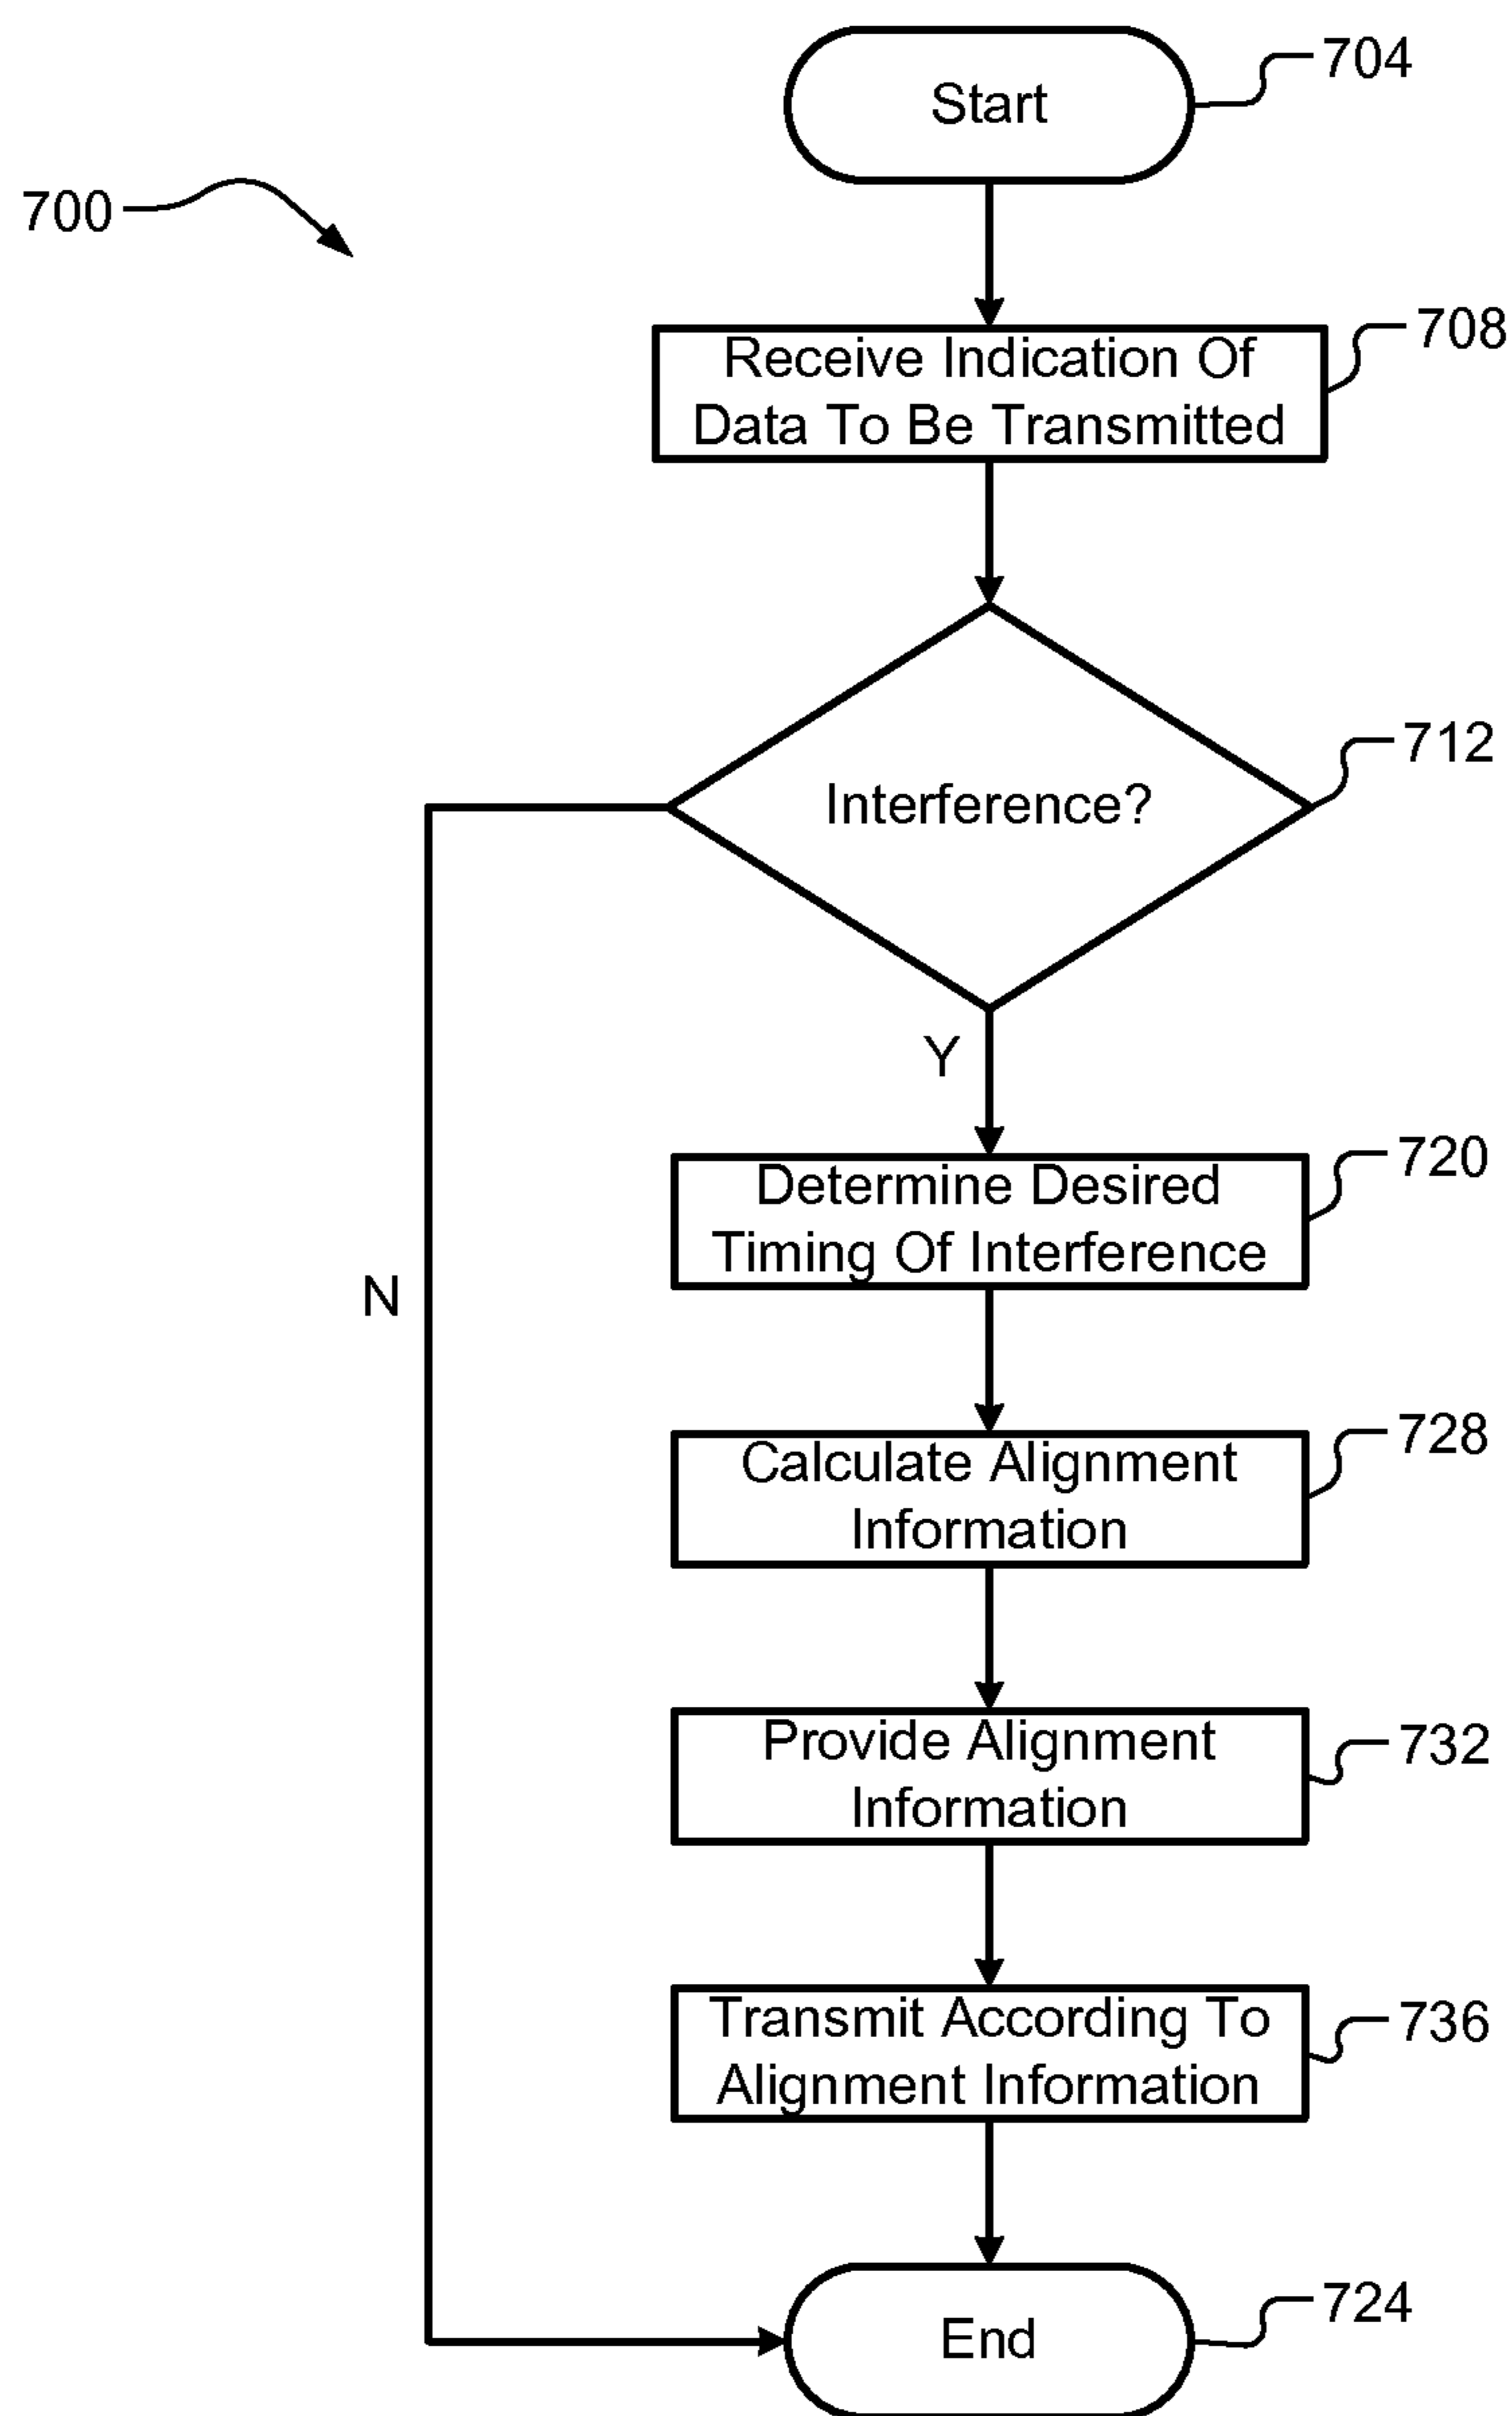 Start
704
700
Receive Indication Of
Data To Be Transmitted
708
Interference?
712
Y
N
Determine Desired
Timing Of Interference
720
Calculate Alignment
Information
728
Provide Alignment
Information
732
Transmit According To
Alignment Information
736
End
724